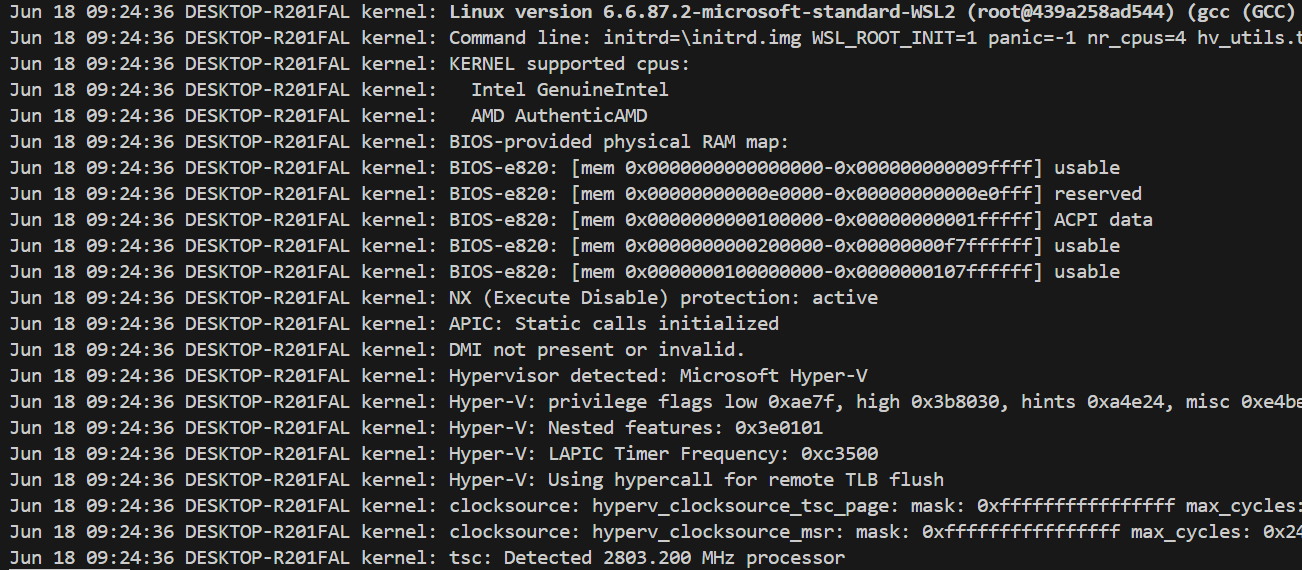 Jun 18 09:24:36 DESKTOP-R201FAL kernel: Linux version 6.6.87.2-microsoft-standard-WSL2 (root@439a258ad544) (gcc (GCC)
Jun 18 09:24:36 DESKTOP-R201FAL kernel: Command line: initrd=\initrd.img WSL_ROOT_INIT=1 panic=-1 nr_cpus=4 hv_utils.t
Jun 18 09:24:36 DESKTOP-R201FAL kernel: KERNEL supported cpus:
Jun 18 09:24:36 DESKTOP-R201FAL kernel:   Intel GenuineIntel
Jun 18 09:24:36 DESKTOP-R201FAL kernel:   AMD AuthenticAMD
Jun 18 09:24:36 DESKTOP-R201FAL kernel: BIOS-provided physical RAM map:
Jun 18 09:24:36 DESKTOP-R201FAL kernel: BIOS-e820: [mem 0x0000000000000000-0x000000000009ffff] usable
Jun 18 09:24:36 DESKTOP-R201FAL kernel: BIOS-e820: [mem 0x00000000000e0000-0x00000000000e0fff] reserved
Jun 18 09:24:36 DESKTOP-R201FAL kernel: BIOS-e820: [mem 0x0000000000100000-0x00000000001fffff] ACPI data
Jun 18 09:24:36 DESKTOP-R201FAL kernel: BIOS-e820: [mem 0x0000000000200000-0x00000000f7ffffff] usable
Jun 18 09:24:36 DESKTOP-R201FAL kernel: BIOS-e820: [mem 0x0000000100000000-0x0000000107ffffff] usable
Jun 18 09:24:36 DESKTOP-R201FAL kernel: NX (Execute Disable) protection: active
Jun 18 09:24:36 DESKTOP-R201FAL kernel: APIC: Static calls initialized
Jun 18 09:24:36 DESKTOP-R201FAL kernel: DMI not present or invalid.
Jun 18 09:24:36 DESKTOP-R201FAL kernel: Hypervisor detected: Microsoft Hyper-V
Jun 18 09:24:36 DESKTOP-R201FAL kernel: Hyper-V: privilege flags low 0xae7f, high 0x3b8030, hints 0xa4e24, misc 0xe4be
Jun 18 09:24:36 DESKTOP-R201FAL kernel: Hyper-V: Nested features: 0x3e0101
Jun 18 09:24:36 DESKTOP-R201FAL kernel: Hyper-V: LAPIC Timer Frequency: 0xc3500
Jun 18 09:24:36 DESKTOP-R201FAL kernel: Hyper-V: Using hypercall for remote TLB flush
Jun 18 09:24:36 DESKTOP-R201FAL kernel: clocksource: hyperv_clocksource_tsc_page: mask: 0xffffffffffffffff max_cycles:
Jun 18 09:24:36 DESKTOP-R201FAL kernel: clocksource: hyperv_clocksource_msr: mask: 0xffffffffffffffff max_cycles: 0x24
Jun 18 09:24:36 DESKTOP-R201FAL kernel: tsc: Detected 2803.200 MHz processor